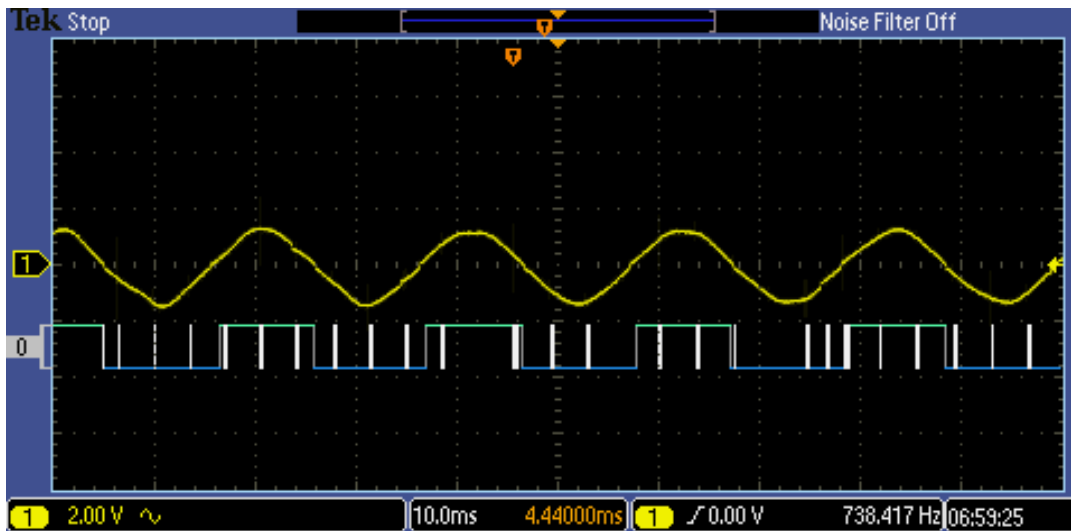 Tek Stop Noise Filter Off
T
T
1
0
1 2.00 V 10.0ms 4.44000ms 1 0.00 V 738.417 Hz 06:59:25